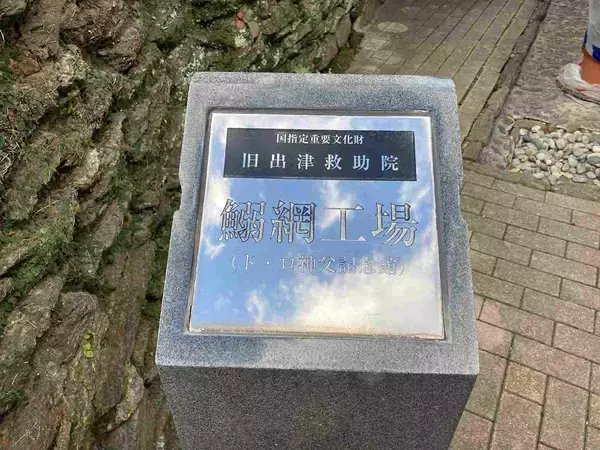 国指定重要文化財
旧出津救助院
鰯網工場
(ド・ロ神父記念館)